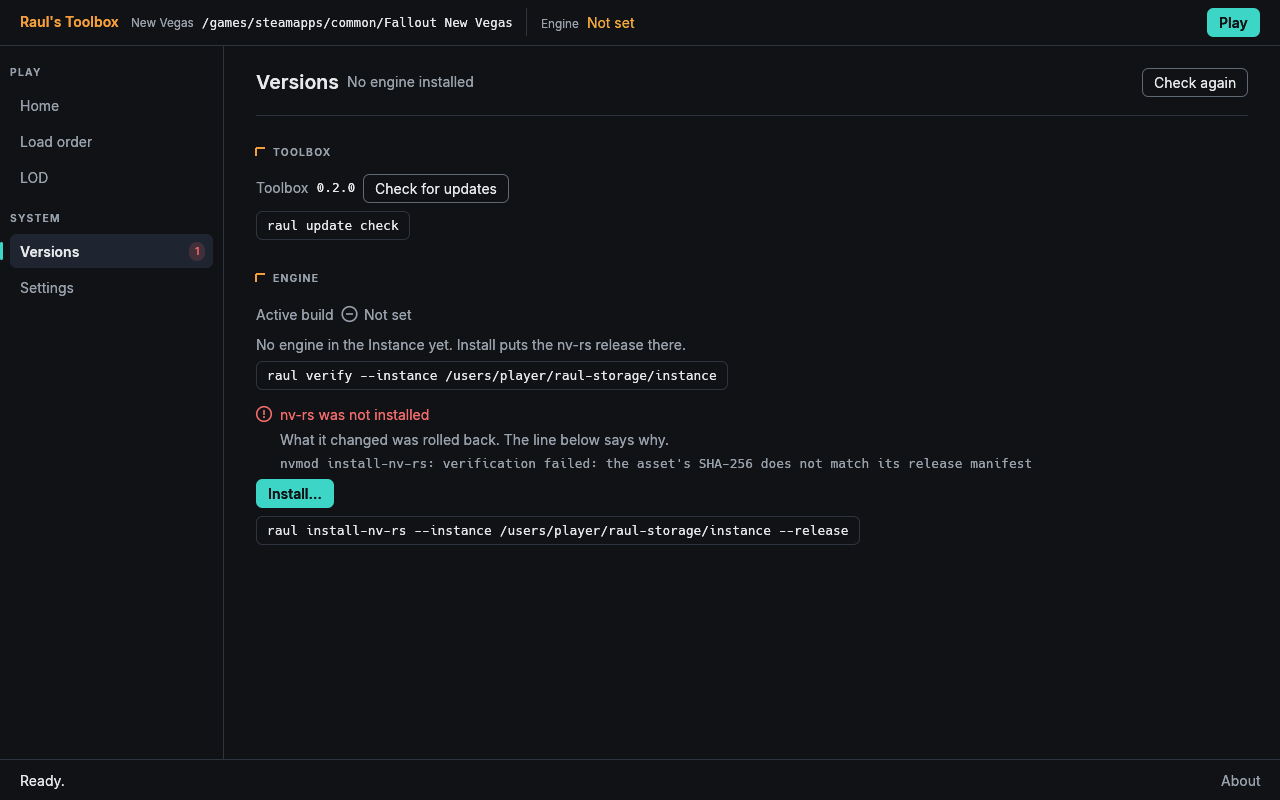 Raul's Toolbox New Vegas /games/steamapps/common/Fallout New Vegas Engine Not set Play
PLAY
Home
Load order
LOD
SYSTEM
Versions 1
Settings
Versions No engine installed Check again
TOOLBOX
Toolbox 0.2.0 Check for updates
raul update check
ENGINE
Active build Not set
No engine in the Instance yet. Install puts the nv-rs release there.
raul verify --instance /users/player/raul-storage/instance
nv-rs was not installed
What it changed was rolled back. The line below says why.
nvmod install-nv-rs: verification failed: the asset's SHA-256 does not match its release manifest
Install...
raul install-nv-rs --instance /users/player/raul-storage/instance --release
Ready. About